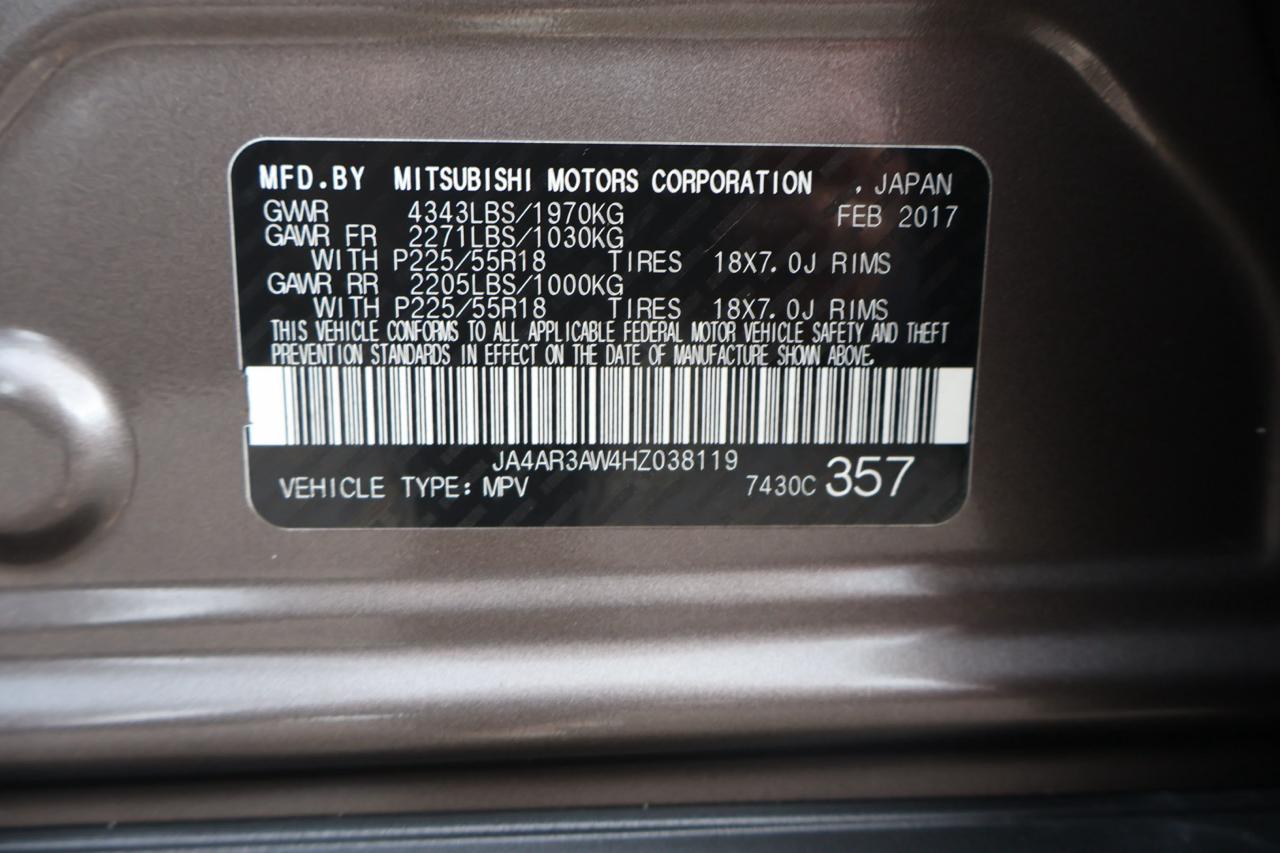 MFD.BY MITSUBISHI MOTORS CORPORATION , JAPAN
GVWR 4343LBS/1970KG FEB 2017
GAWR FR 2271LBS/1030KG
WITH P225/55R18 TIRES 18X7.0J RIMS
GAWR RR 2205LBS/1000KG
WITH P225/55R18 TIRES 18X7.0J RIMS
THIS VEHICLE CONFORMS TO ALL APPLICABLE FEDERAL MOTOR VEHICLE SAFETY AND THEFT
PREVENTION STANDARDS IN EFFECT ON THE DATE OF MANUFACTURE SHOWN ABOVE.
JA4AR3AW4HZ038119
VEHICLE TYPE: MPV 7430C 357